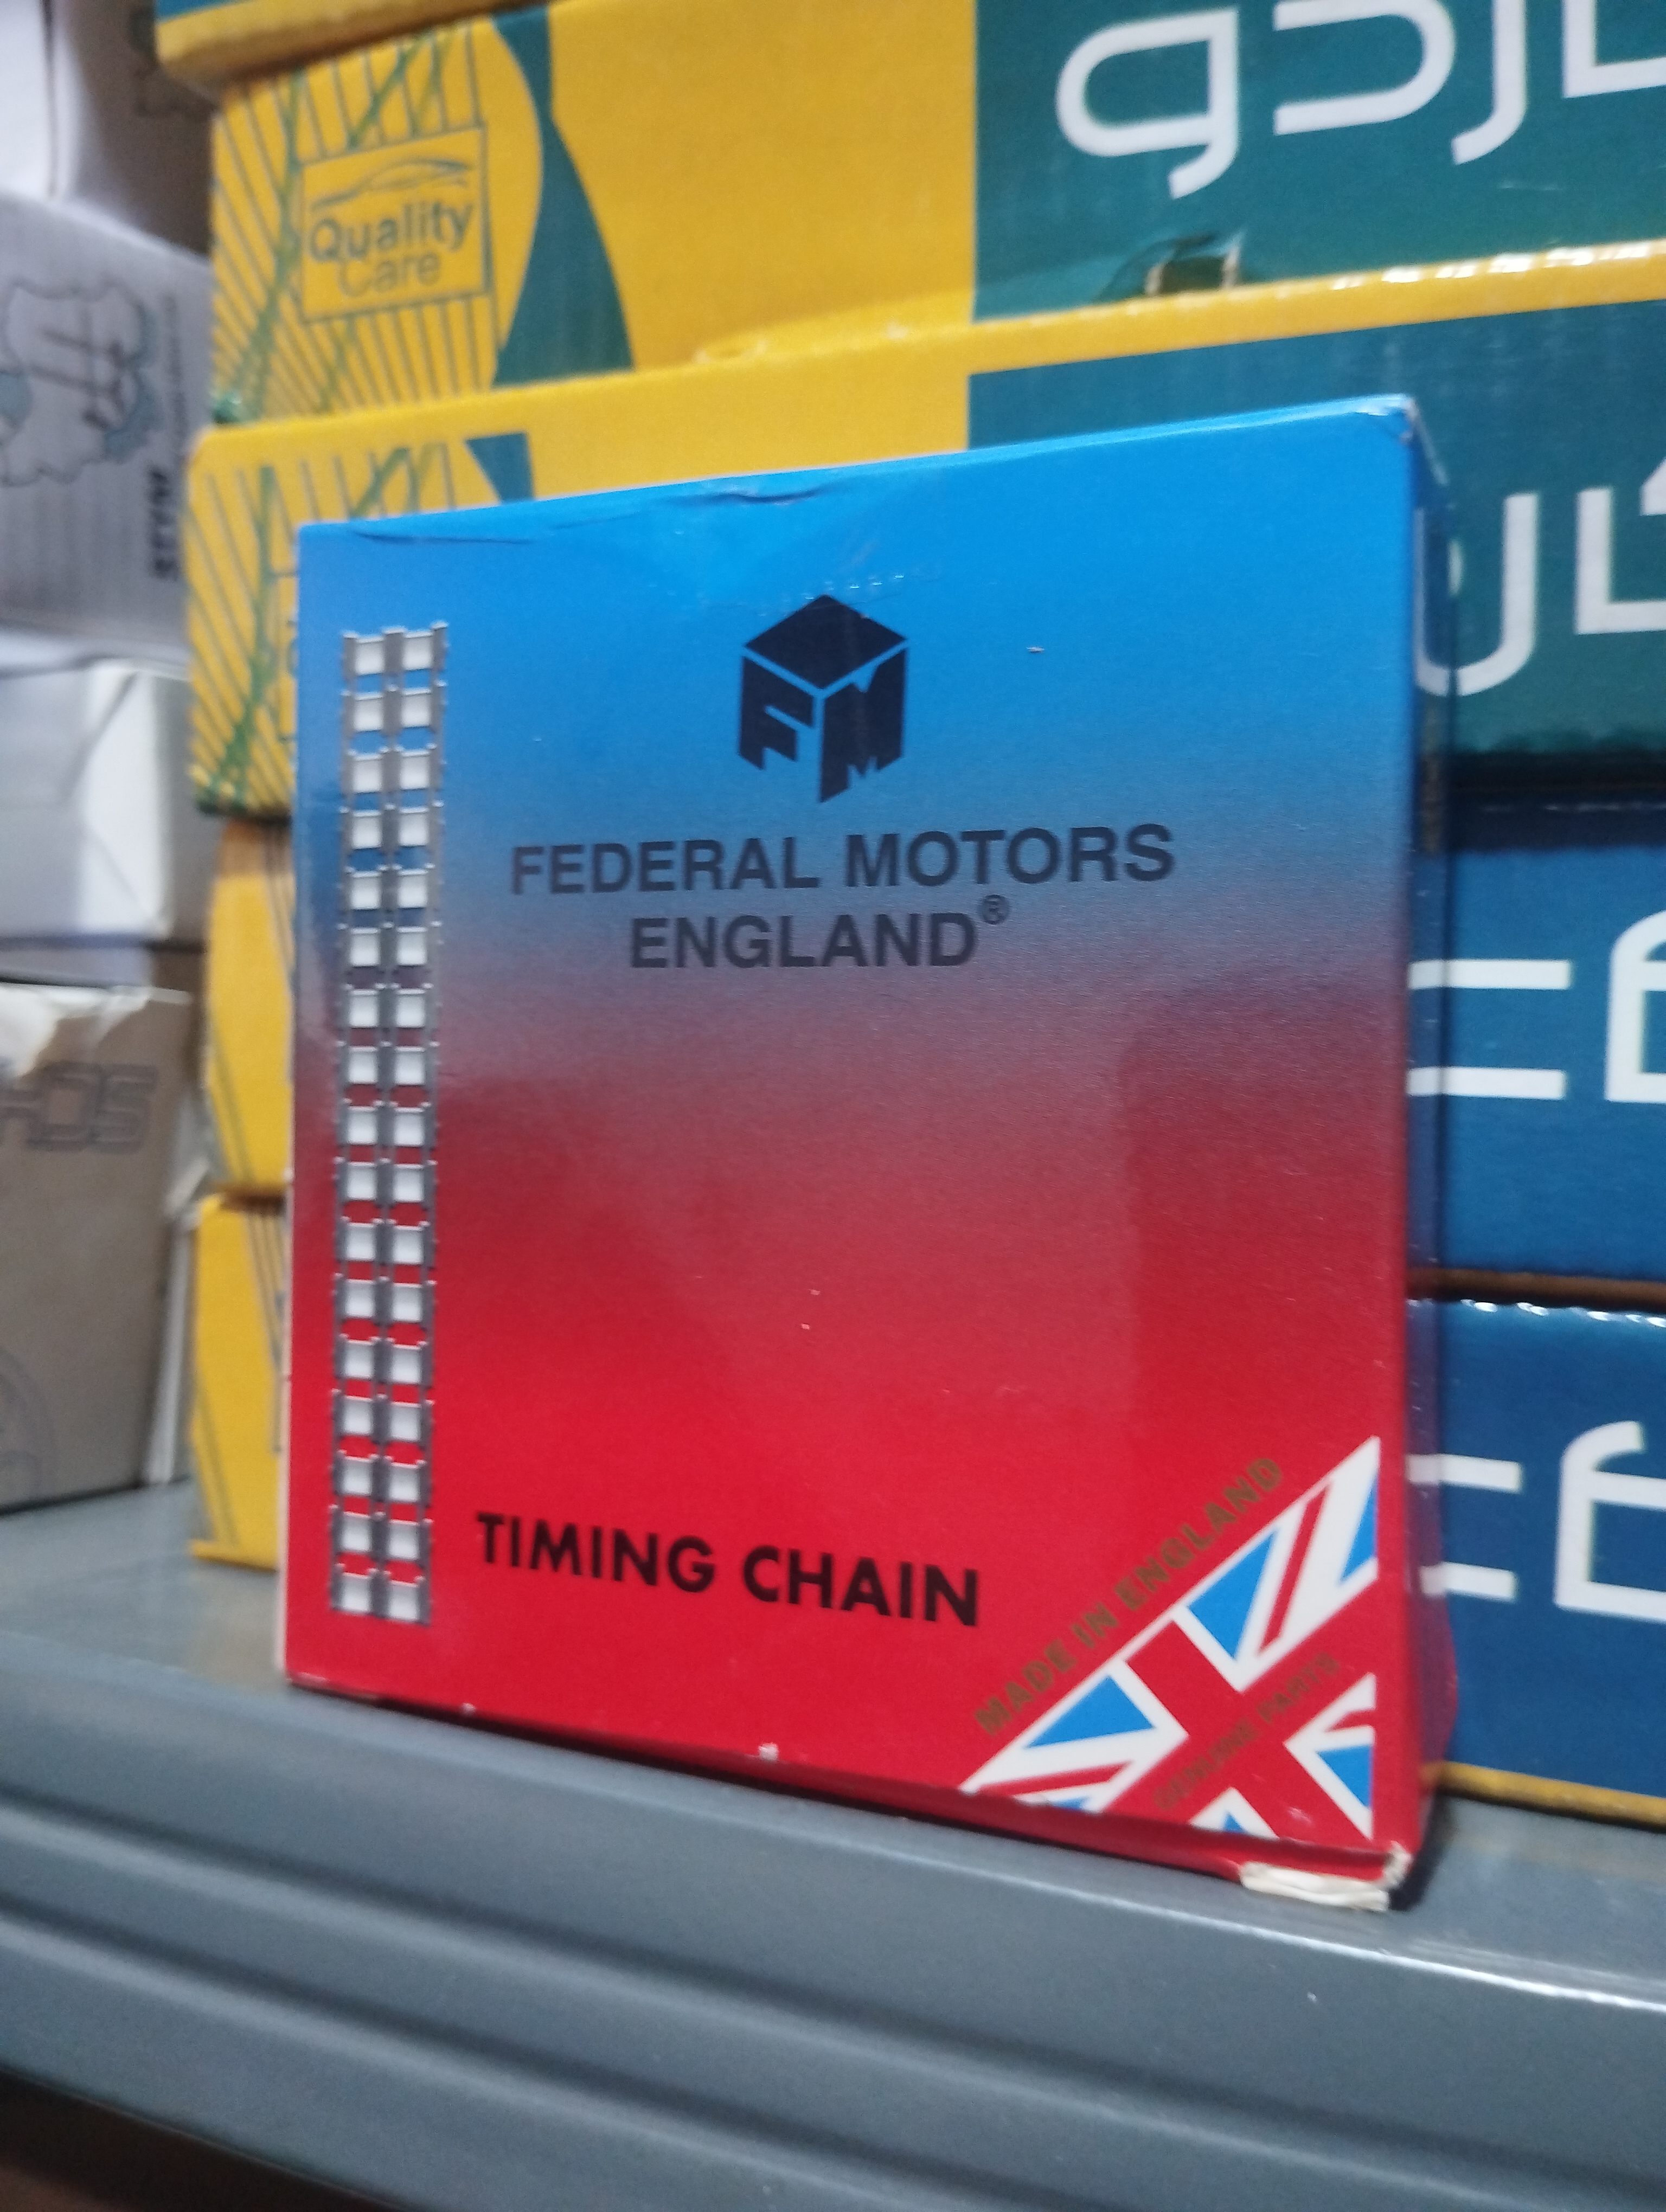 Quality
Care
FM
FEDERAL MOTORS
ENGLAND®
TIMING CHAIN
MADE IN ENGLAND
GENUINE PARTS